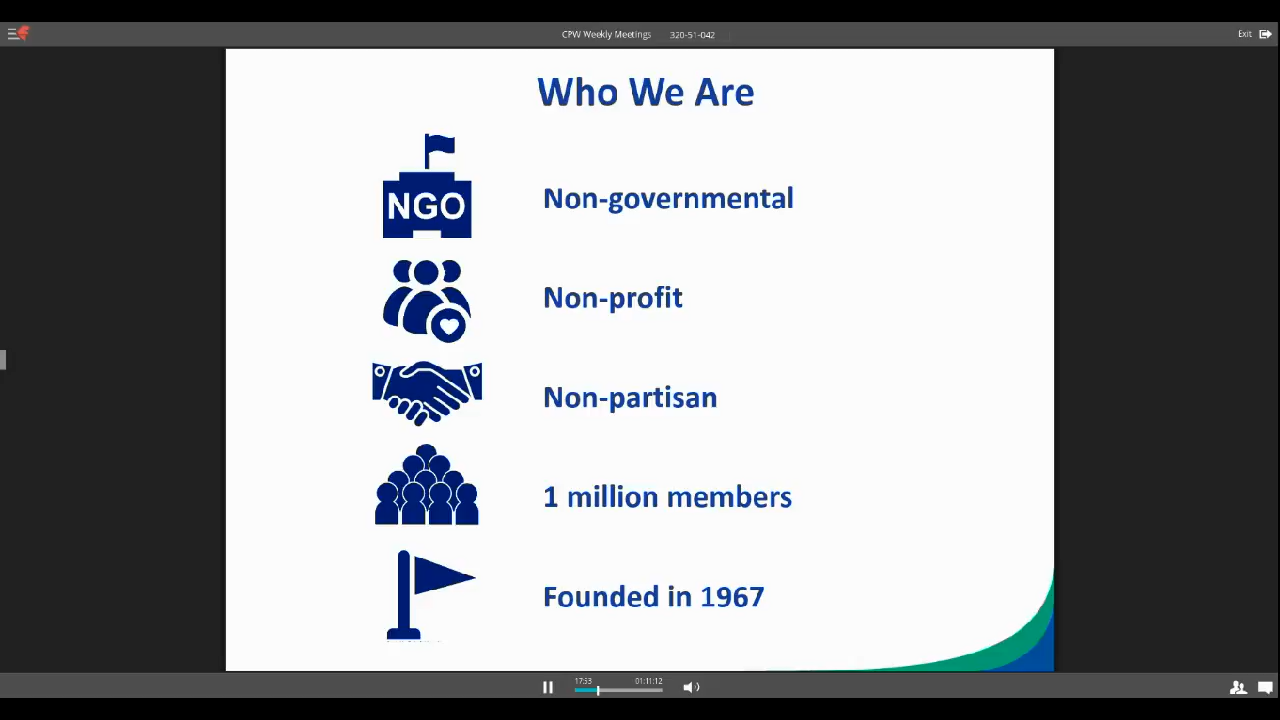 CPW Weekly Meetings 320-51-042
Exit
Who We Are
NGO
Non-governmental
Non-profit
Non-partisan
1 million members
Founded in 1967
17:53
01:11:12